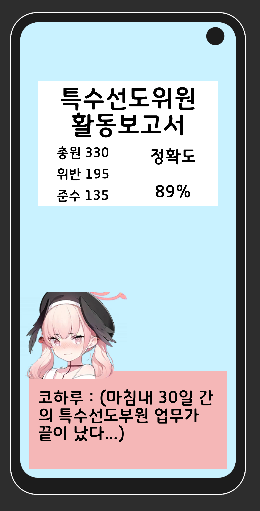 특수선도위원
활동보고서
총원 330
위반 195
준수 135
정확도
89%
코하루 : (마침내 30일 간
의 특수선도부원 업무가
끝이 났다...)